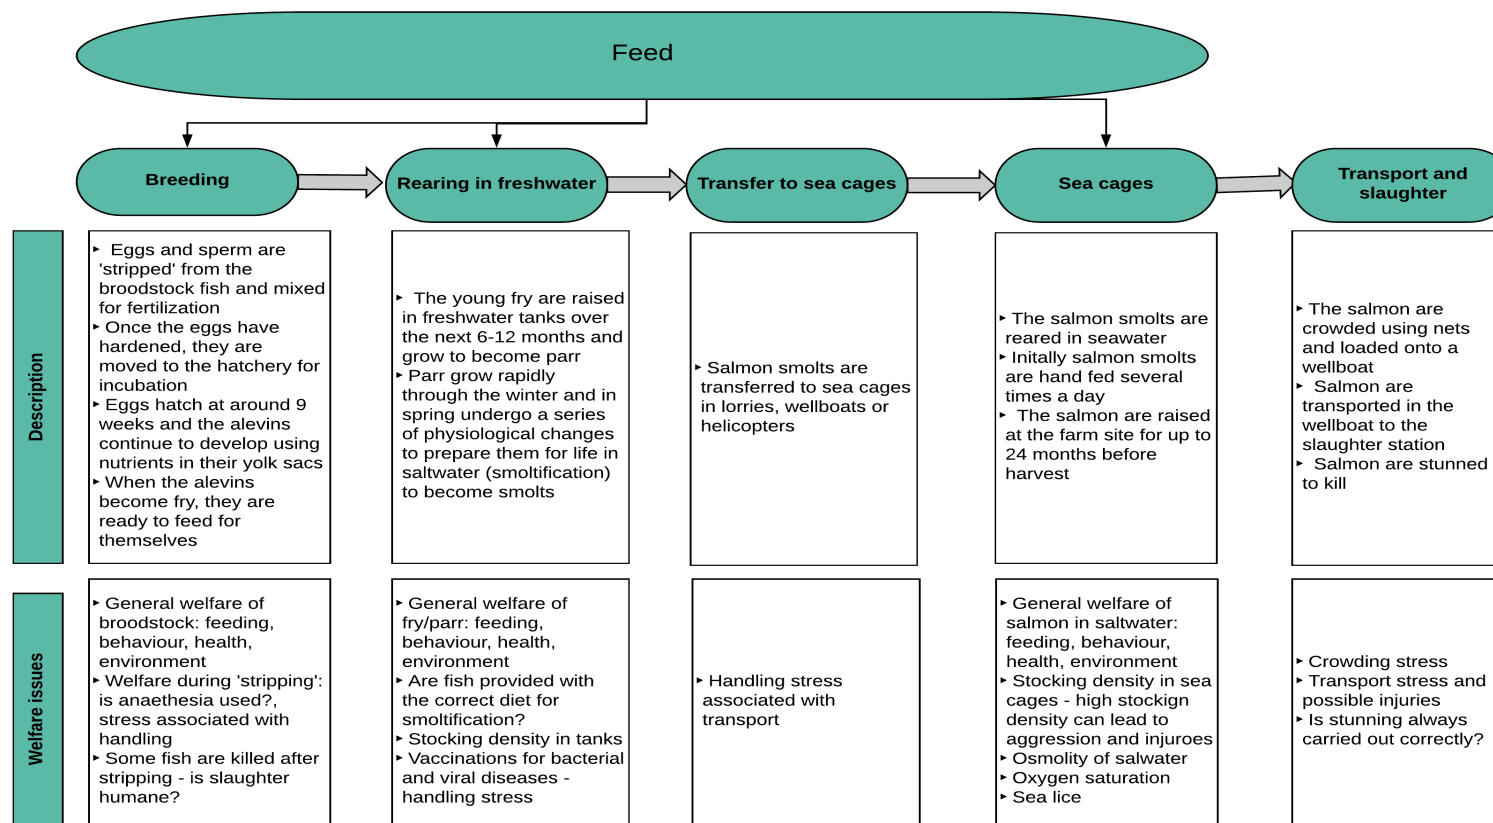 Feed
Breeding
Rearing in freshwater
Transfer to sea cages
Sea cages
Transport and
slaughter
Description
‣ Eggs and sperm are
'stripped' from the
broodstock fish and mixed
for fertilization
‣ Once the eggs have
hardened, they are
moved to the hatchery for
incubation
‣ Eggs hatch at around 9
weeks and the alevins
continue to develop using
nutrients in their yolk sacs
‣ When the alevins
become fry, they are
ready to feed for
themselves
‣ The young fry are raised
in freshwater tanks over
the next 6-12 months and
grow to become parr
‣ Parr grow rapidly
through the winter and in
spring undergo a series
of physiological changes
to prepare them for life in
saltwater (smoltification)
to become smolts
‣ Salmon smolts are
transferred to sea cages
in lorries, wellboats or
helicopters
‣ The salmon smolts are
reared in seawater
‣ Initally salmon smolts
are hand fed several
times a day
‣ The salmon are raised
at the farm site for up to
24 months before
harvest
‣ The salmon are
crowded using nets
and loaded onto a
wellboat
‣ Salmon are
transported in the
wellboat to the
slaughter station
‣ Salmon are stunned
to kill
Welfare issues
‣ General welfare of
broodstock: feeding,
behaviour, health,
environment
‣ Welfare during 'stripping':
is anaethesia used?,
stress associated with
handling
‣ Some fish are killed after
stripping - is slaughter
humane?
‣ General welfare of
fry/parr: feeding,
behaviour, health,
environment
‣ Are fish provided with
the correct diet for
smoltification?
‣ Stocking density in tanks
‣ Vaccinations for bacterial
and viral diseases -
handling stress
‣ Handling stress
associated with
transport
‣ General welfare of
salmon in saltwater:
feeding, behaviour,
health, environment
‣ Stocking density in sea
cages - high stockign
density can lead to
aggression and injuroes
‣ Osmolity of salwater
‣ Oxygen saturation
‣ Sea lice
‣ Crowding stress
‣ Transport stress and
possible injuries
‣ Is stunning always
carried out correctly?